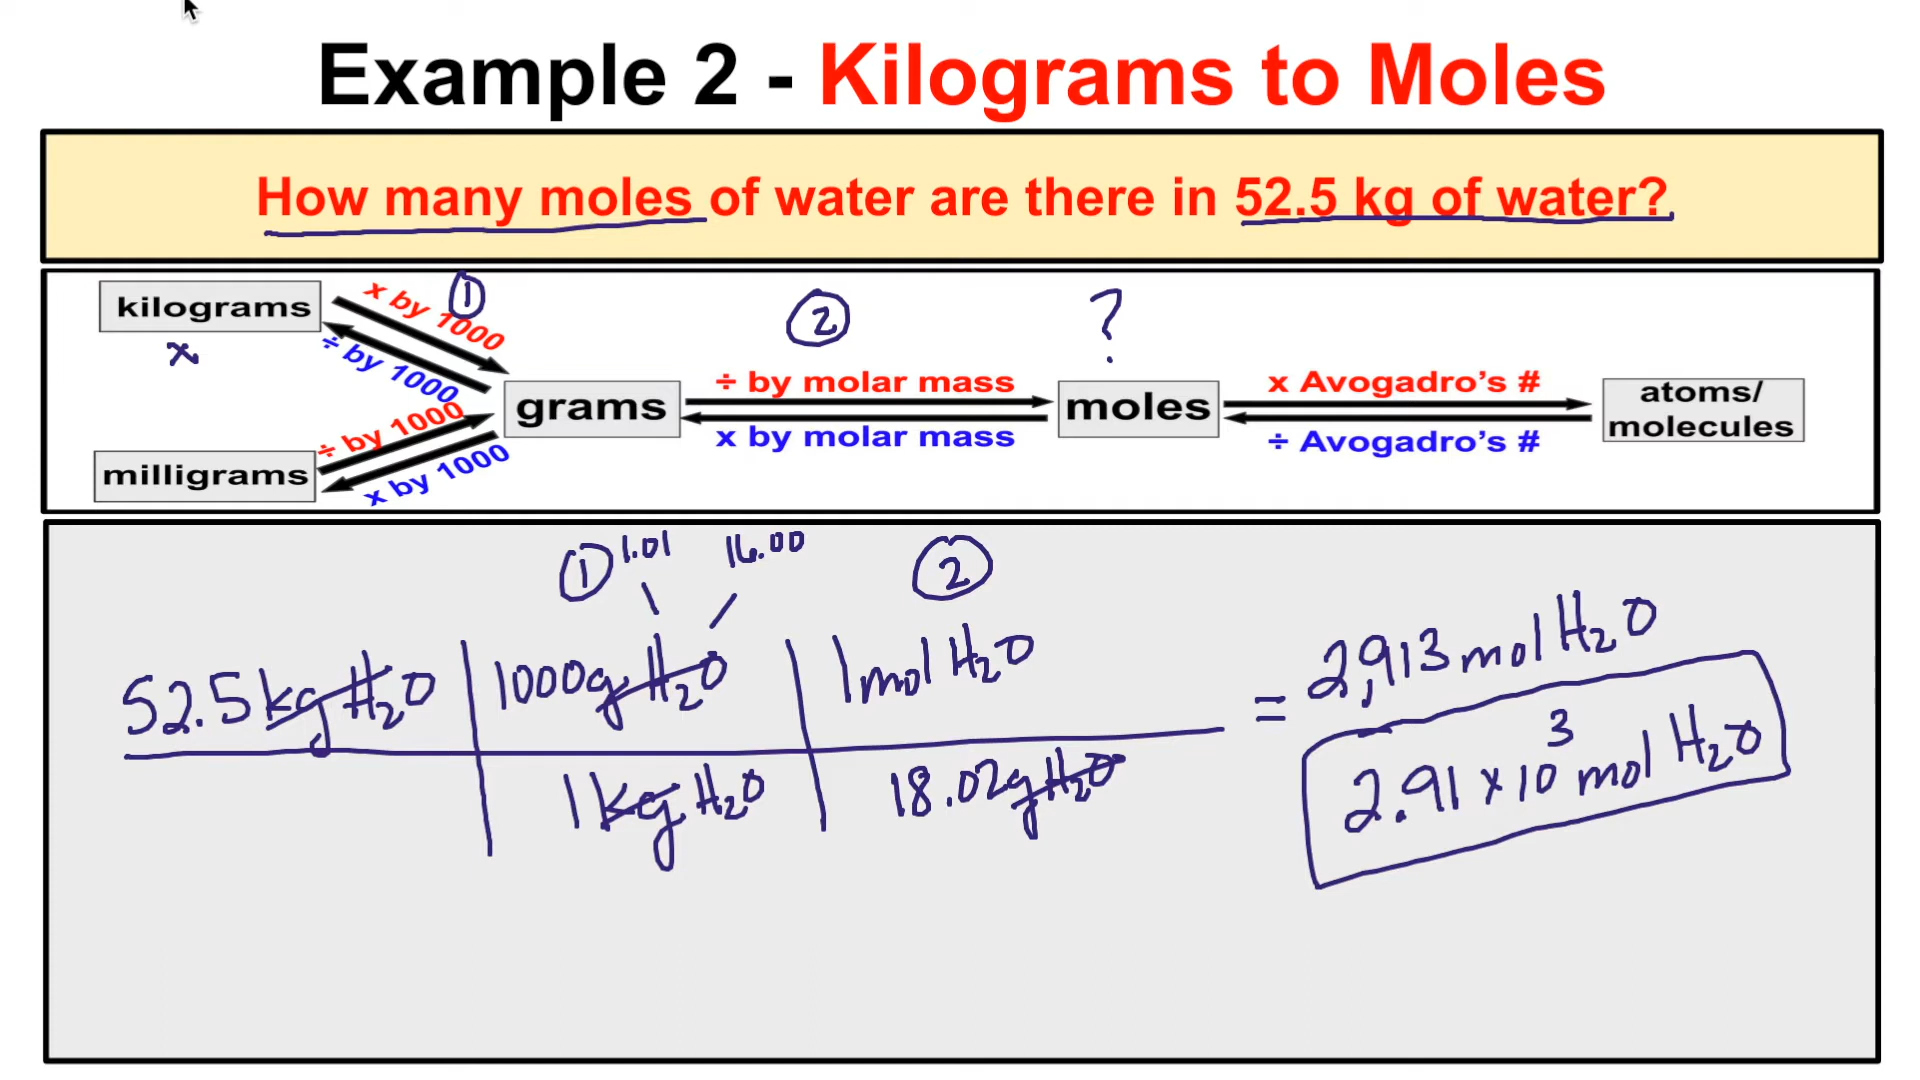 Example 2 - Kilograms to Moles
How many moles of water are there in 52.5 kg of water?
kilograms
x by 1000
①
÷ by 1000
x
②
?
÷ by 1000
x by 1000
milligrams
grams
÷ by molar mass
x by molar mass
moles
x Avogadro's #
÷ Avogadro's #
atoms/
molecules
① 1.01 16.00 ②
52.5 kg H₂O | 1000 g H₂O | 1 mol H₂O
1 kg H₂O | 18.02 g H₂O
= 2,913 mol H₂O
2.91 x 10³ mol H₂O